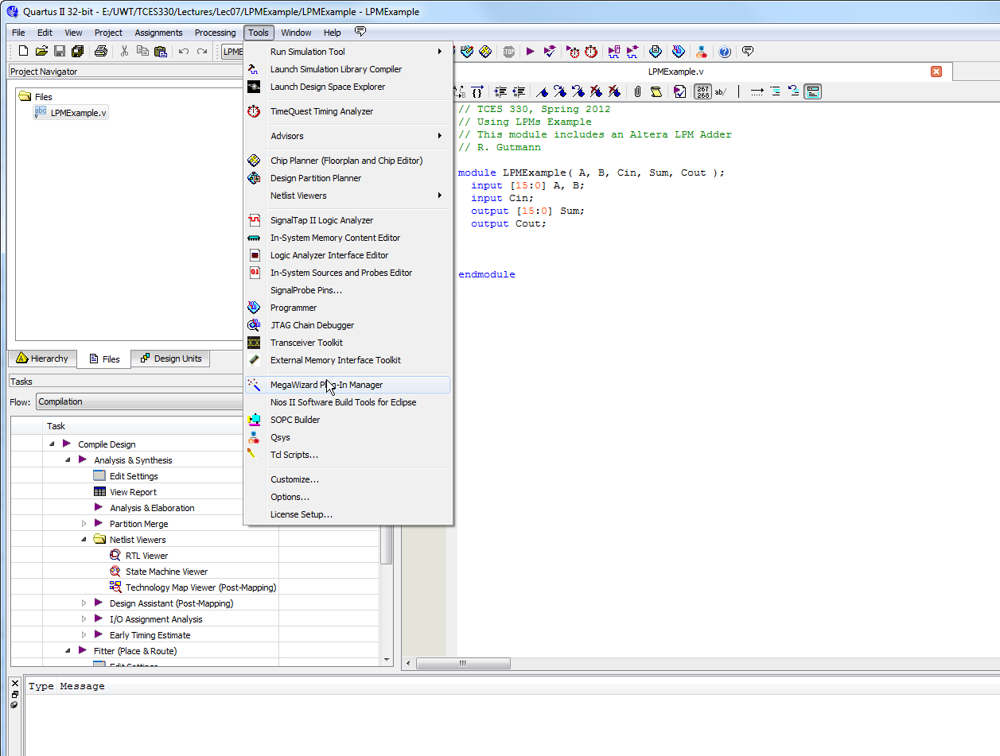 Quartus II 32-bit - E:/UWT/TCES330/Lectures/Lec07/LPMExample/LPMExample - LPMExample
File Edit View Project Assignments Processing Tools Window Help
LPME
STOP
Project Navigator
Files
abc LPMExample.v
Hierarchy Files Design Units
Tasks
Flow: Compilation
Task
Compile Design
Analysis & Synthesis
Edit Settings
View Report
Analysis & Elaboration
Partition Merge
Netlist Viewers
RTL Viewer
State Machine Viewer
Technology Map Viewer (Post-Mapping)
Design Assistant (Post-Mapping)
I/O Assignment Analysis
Early Timing Estimate
Fitter (Place & Route)
Edit Settings
Run Simulation Tool
Launch Simulation Library Compiler
Launch Design Space Explorer
TimeQuest Timing Analyzer
Advisors
Chip Planner (Floorplan and Chip Editor)
Design Partition Planner
Netlist Viewers
SignalTap II Logic Analyzer
In-System Memory Content Editor
Logic Analyzer Interface Editor
In-System Sources and Probes Editor
SignalProbe Pins...
Programmer
JTAG Chain Debugger
Transceiver Toolkit
External Memory Interface Toolkit
MegaWizard Plug-In Manager
Nios II Software Build Tools for Eclipse
SOPC Builder
Qsys
Tcl Scripts...
Customize...
Options...
License Setup...
LPMExample.v
267
268 ab/
// TCES 330, Spring 2012
// Using LPMs Example
// This module includes an Altera LPM Adder
// R. Gutmann
module LPMExample( A, B, Cin, Sum, Cout );
input [15:0] A, B;
input Cin;
output [15:0] Sum;
output Cout;
endmodule
Type Message